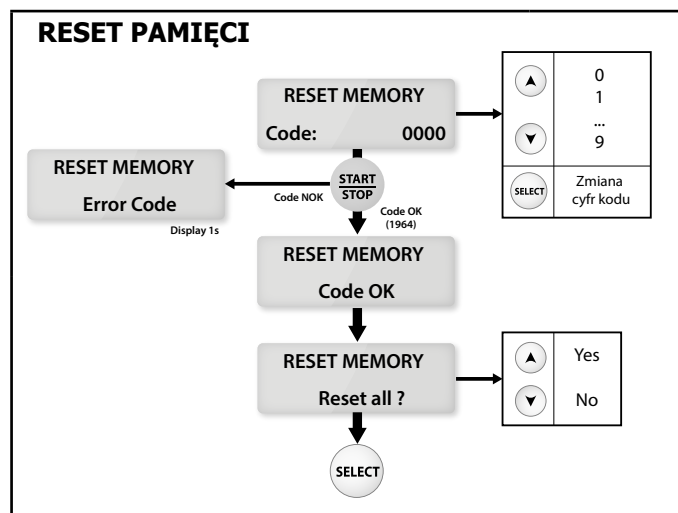 RESET PAMIĘCI
RESET MEMORY
Code: 0000
0
1
...
9
SELECT
Zmiana
cyfr kodu
START
STOP
RESET MEMORY
Error Code
Display 1s
Code NOK
Code OK
(1964)
RESET MEMORY
Code OK
RESET MEMORY
Reset all ?
Yes
No
SELECT